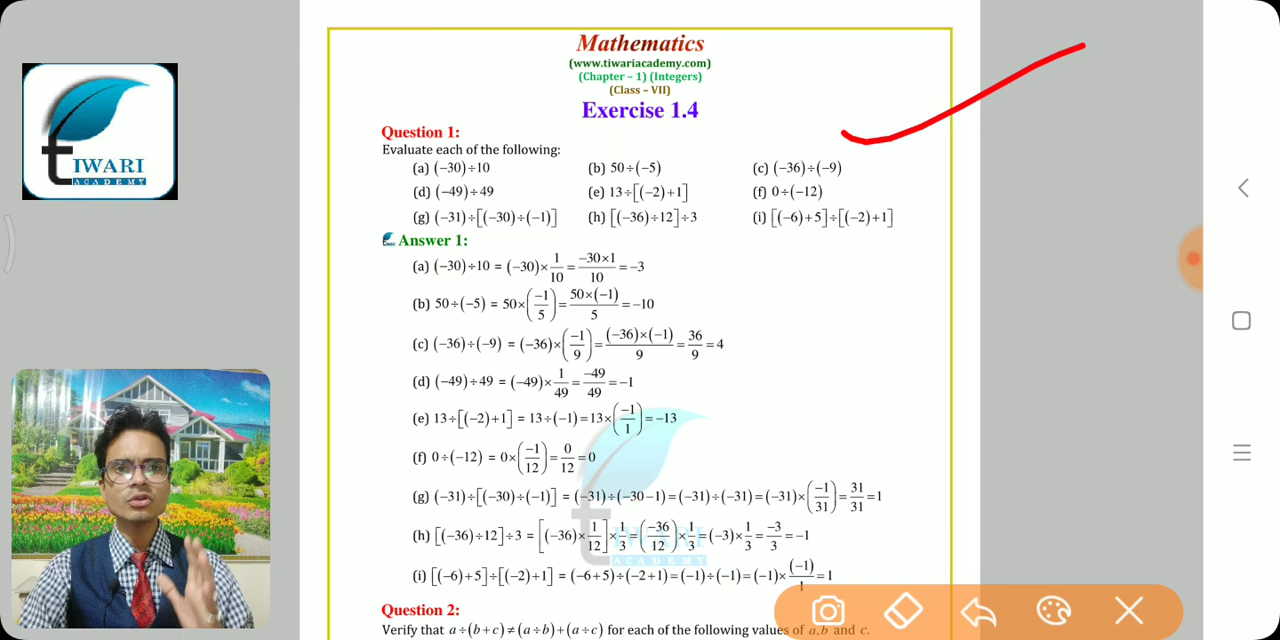 Mathematics
(www.tiwariacademy.com)
(Chapter – 1) (Integers)
(Class – VII)
Exercise 1.4
tIWARI
ACADEMY
Question 1:
Evaluate each of the following:
(a) (−30)÷10 (b) 50÷(−5) (c) (−36)÷(−9)
(d) (−49)÷49 (e) 13÷[(−2)+1] (f) 0÷(−12)
(g) (−31)÷[(−30)÷(−1)] (h) [(−36)÷12]÷3 (i) [(−6)+5]÷[(−2)+1]
Answer 1:
(a) (−30)÷10 = (−30)×1/10 = −30×1/10 = −3
(b) 50÷(−5) = 50×(−1/5) = 50×(−1)/5 = −10
(c) (−36)÷(−9) = (−36)×(−1/9) = (−36)×(−1)/9 = 36/9 = 4
(d) (−49)÷49 = (−49)×1/49 = −49/49 = −1
(e) 13÷[(−2)+1] = 13÷(−1) = 13×(−1/1) = −13
(f) 0÷(−12) = 0×(−1/12) = 0/12 = 0
(g) (−31)÷[(−30)÷(−1)] = (−31)÷(−30−1) = (−31)÷(−31) = (−31)×(−1/31) = 31/31 = 1
(h) [(−36)÷12]÷3 = [(−36)×1/12]×1/3 = (−36/12)×1/3 = (−3)×1/3 = −3/3 = −1
(i) [(−6)+5]÷[(−2)+1] = (−6+5)÷(−2+1) = (−1)÷(−1) = (−1)×(−1)/1 = 1
Question 2:
Verify that a÷(b+c)≠(a÷b)+(a÷c) for each of the following values of a,b and c.